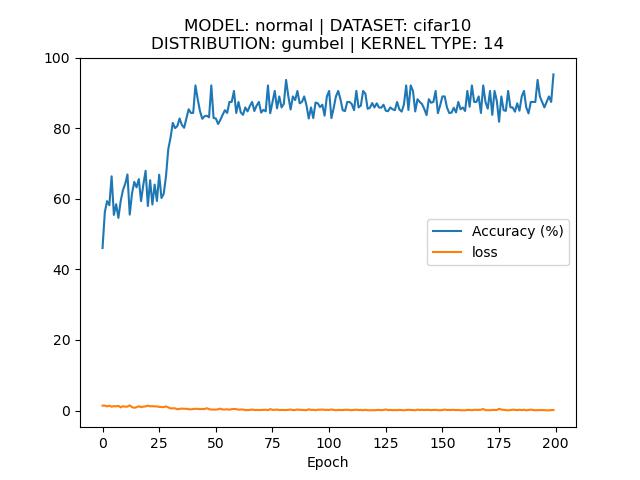 MODEL: normal | DATASET: cifar10
DISTRIBUTION: gumbel | KERNEL TYPE: 14
100
80
60
40
20
0
Accuracy (%)
loss
0 25 50 75 100 125 150 175 200
Epoch